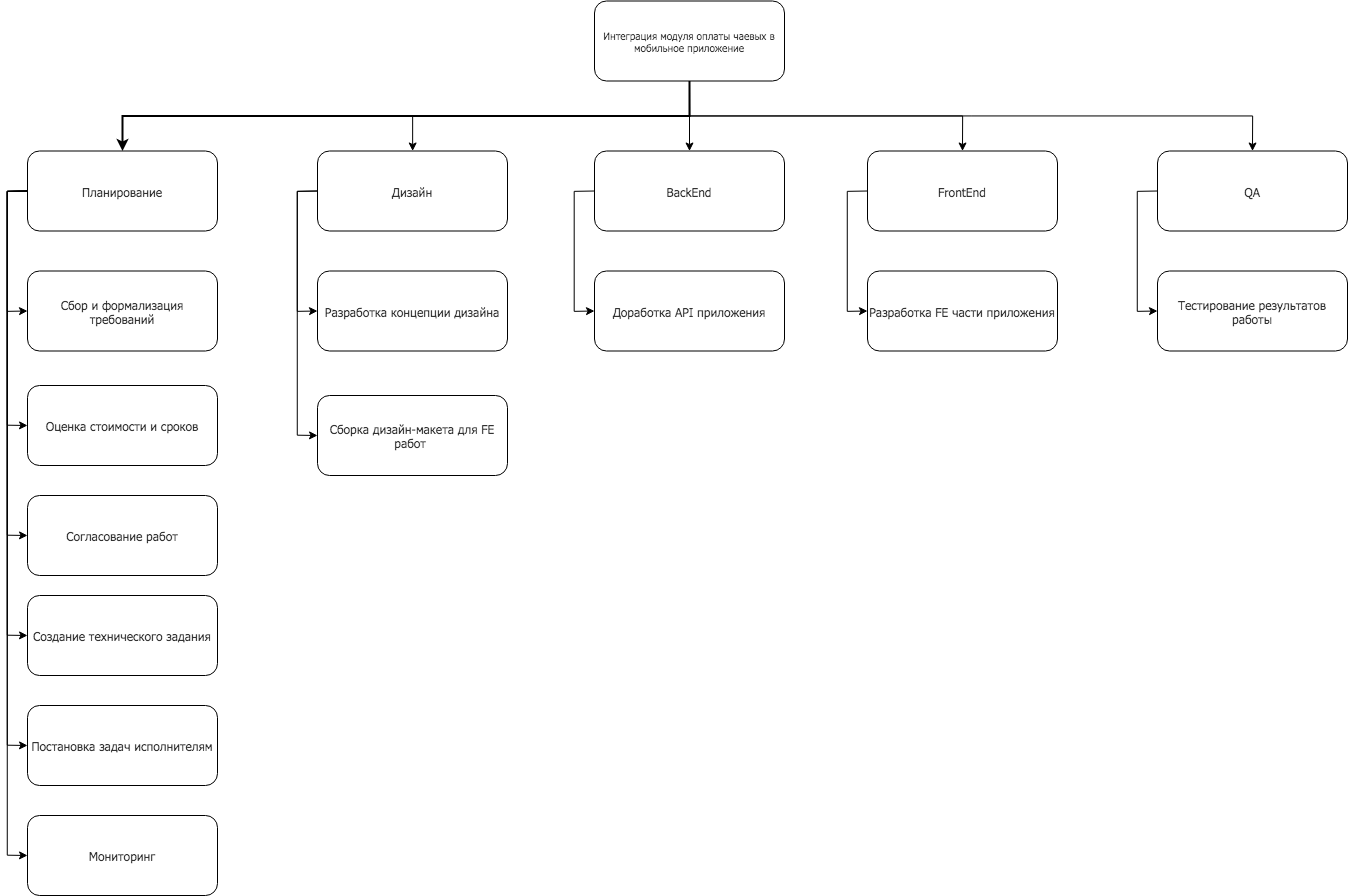 Интеграция модуля оплаты чаевых в
мобильное приложение
Планирование
Дизайн
BackEnd
FrontEnd
QA
Сбор и формализация
требований
Разработка концепции дизайна
Доработка API приложения
Разработка FE части приложения
Тестирование результатов
работы
Оценка стоимости и сроков
Сборка дизайн-макета для FE
работ
Согласование работ
Создание технического задания
Постановка задач исполнителям
Мониторинг